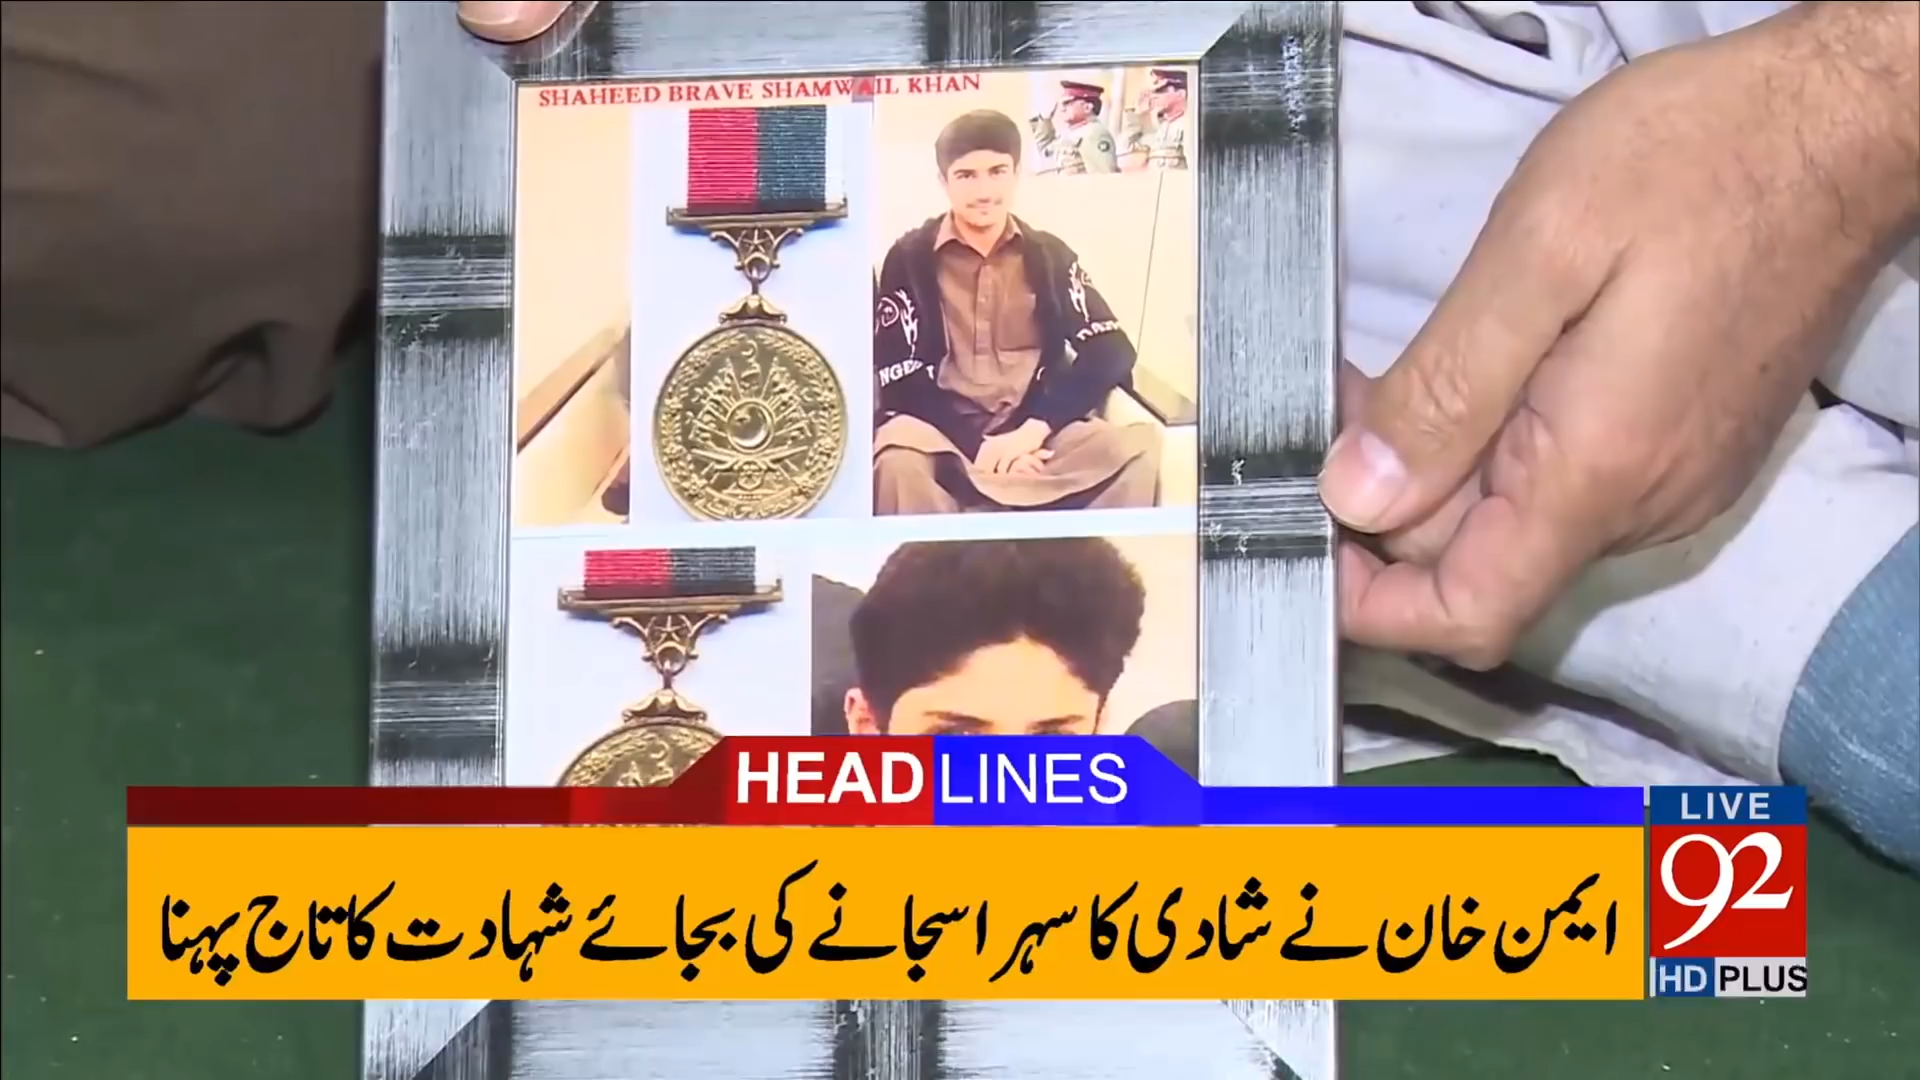 SHAHEED BRAVE SHAMWAIL KHAN
HEADLINES
ایمن خان نے شادی کا سہرا سجانے کی بجائے شہادت کا تاج پہنا
LIVE
92
HD PLUS